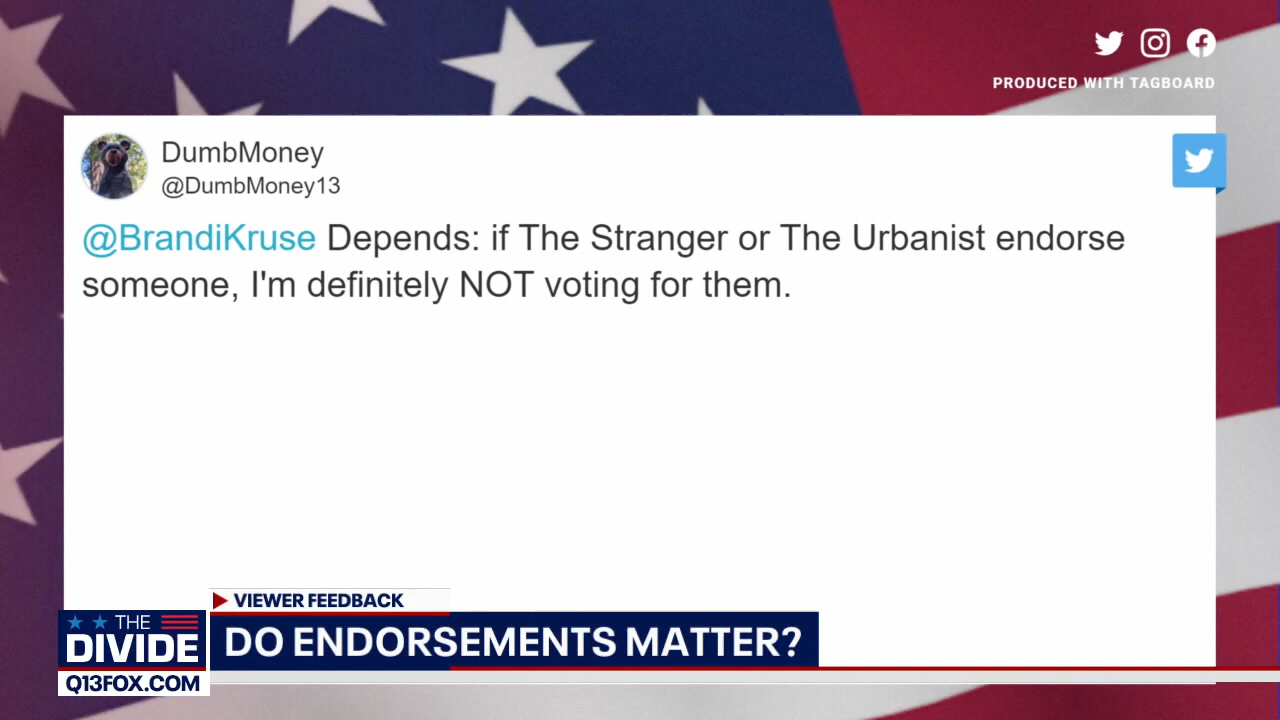 PRODUCED WITH TAGBOARD
DumbMoney
@DumbMoney13
@BrandiKruse Depends: if The Stranger or The Urbanist endorse
someone, I'm definitely NOT voting for them.
VIEWER FEEDBACK
THE
DIVIDE
DO ENDORSEMENTS MATTER?
Q13FOX.COM